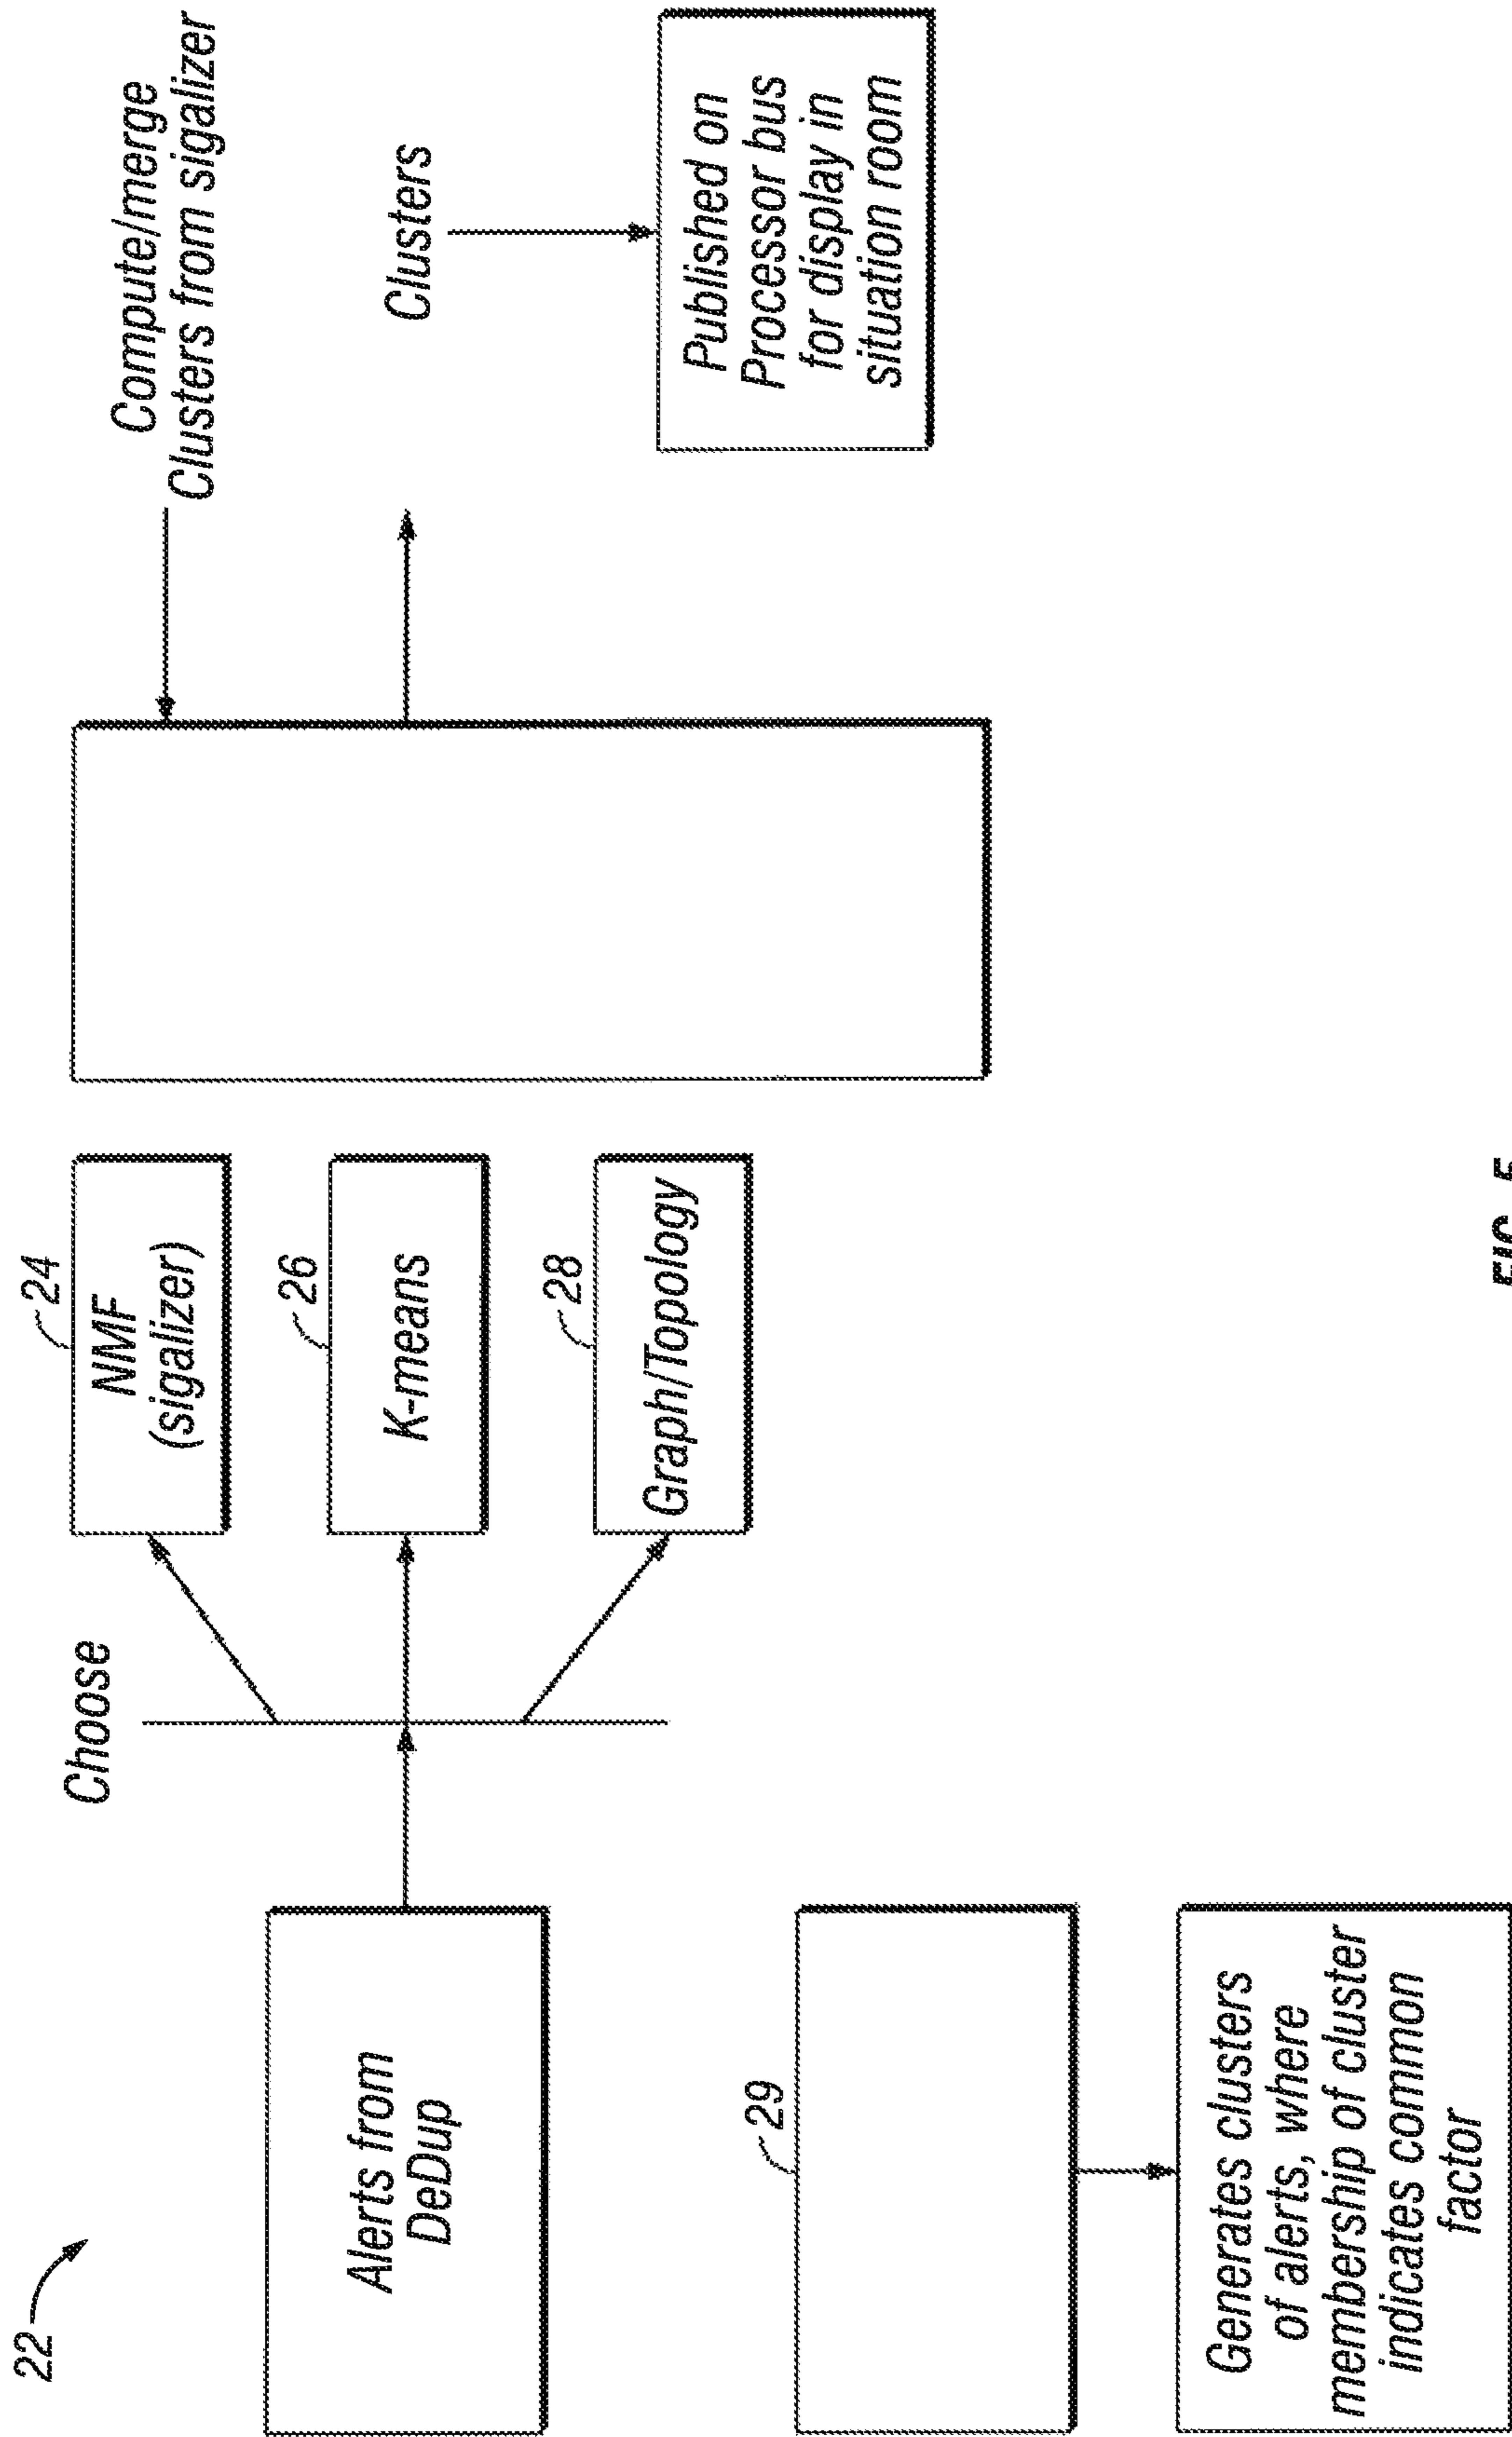 22
Choose
24
NMF
(sigalizer)
Compute/merge
Clusters from sigalizer
Alerts from
DeDup
26
K-means
Clusters
28
Graph/Topology
Published on
Processor bus
for display in
situation room
29
Generates clusters
of alerts, where
membership of cluster
indicates common
factor
FIG. 5